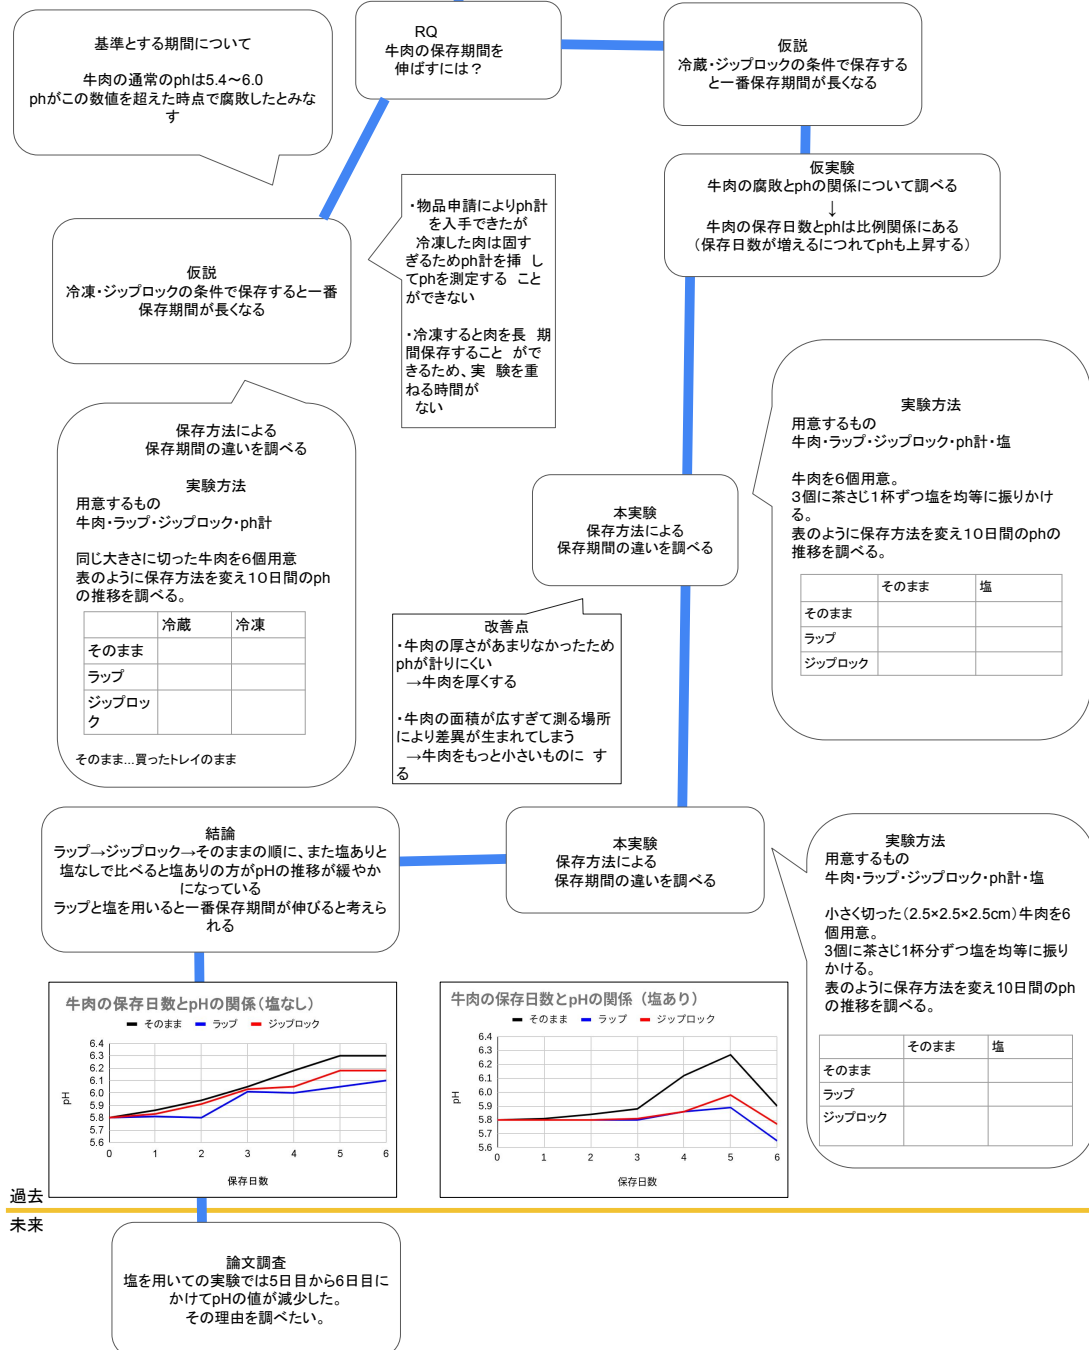 基準とする期間について
牛肉の通常のphは5.4〜6.0
phがこの数値を超えた時点で腐敗したとみな
す
RQ
牛肉の保存期間を
伸ばすには？
仮説
冷蔵・ジップロックの条件で保存する
と一番保存期間が長くなる
仮実験
牛肉の腐敗とphの関係について調べる
↓
牛肉の保存日数とphは比例関係にある
（保存日数が増えるにつれてphも上昇する）
・物品申請によりph計
を入手できたが
冷凍した肉は固す
ぎるためph計を挿 し
てphを測定する こと
ができない
・冷凍すると肉を長 期
間保存すること がで
きるため、実 験を重
ねる時間が
ない
仮説
冷凍・ジップロックの条件で保存すると一番
保存期間が長くなる
保存方法による
保存期間の違いを調べる
実験方法
用意するもの
牛肉・ラップ・ジップロック・ph計
同じ大きさに切った牛肉を6個用意
表のように保存方法を変え10日間のph
の推移を調べる。
冷蔵 冷凍
そのまま
ラップ
ジップロッ
ク
そのまま...買ったトレイのまま
実験方法
用意するもの
牛肉・ラップ・ジップロック・ph計・塩
牛肉を6個用意。
3個に茶さじ1杯ずつ塩を均等に振りかけ
る。
表のように保存方法を変え10日間のphの
推移を調べる。
そのまま 塩
そのまま
ラップ
ジップロック
本実験
保存方法による
保存期間の違いを調べる
改善点
・牛肉の厚さがあまりなかったため
phが計りにくい
→牛肉を厚くする
・牛肉の面積が広すぎて測る場所
により差異が生まれてしまう
→牛肉をもっと小さいものに す
る
本実験
保存方法による
保存期間の違いを調べる
実験方法
用意するもの
牛肉・ラップ・ジップロック・ph計・塩
小さく切った（2.5×2.5×2.5cm）牛肉を6
個用意。
3個に茶さじ1杯分ずつ塩を均等に振り
かける。
表のように保存方法を変え10日間のph
の推移を調べる。
そのまま 塩
そのまま
ラップ
ジップロック
結論
ラップ→ジップロック→そのままの順に、また塩ありと
塩なしで比べると塩ありの方がpHの推移が緩やか
になっている
ラップと塩を用いると一番保存期間が伸びると考えら
れる
牛肉の保存日数とpHの関係（塩なし）
そのまま ラップ ジップロック
pH
6.4
6.3
6.2
6.1
6.0
5.9
5.8
5.7
5.6
0 1 2 3 4 5 6
保存日数
牛肉の保存日数とpHの関係（塩あり）
そのまま ラップ ジップロック
pH
6.4
6.3
6.2
6.1
6.0
5.9
5.8
5.7
5.6
0 1 2 3 4 5 6
保存日数
過去
未来
論文調査
塩を用いての実験では5日目から6日目に
かけてpHの値が減少した。
その理由を調べたい。